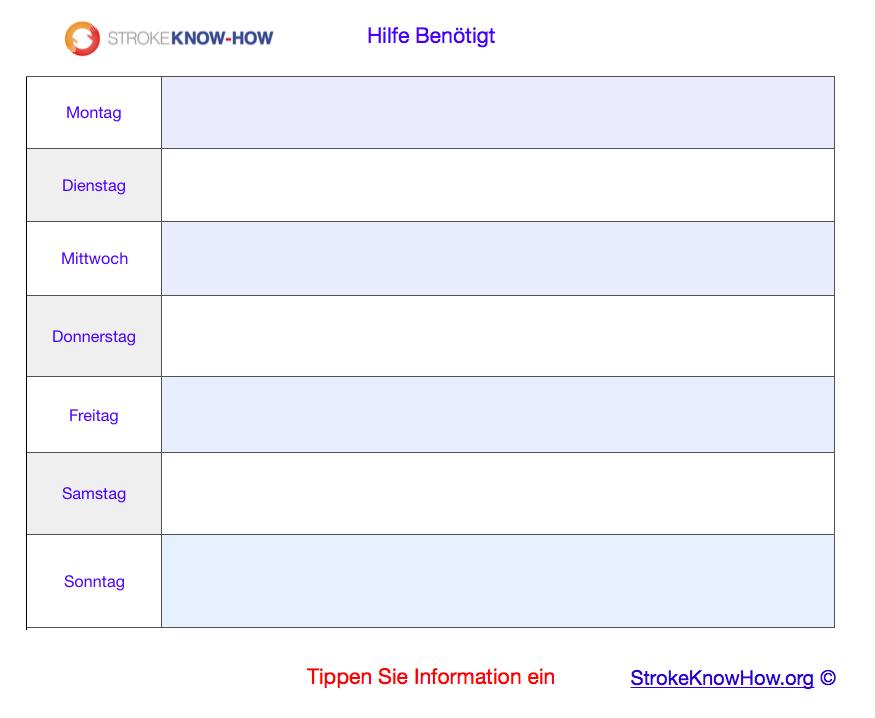 STROKEKNOW-HOW
Hilfe Benötigt
Montag
Dienstag
Mittwoch
Donnerstag
Freitag
Samstag
Sonntag
Tippen Sie Information ein
StrokeKnowHow.org ©